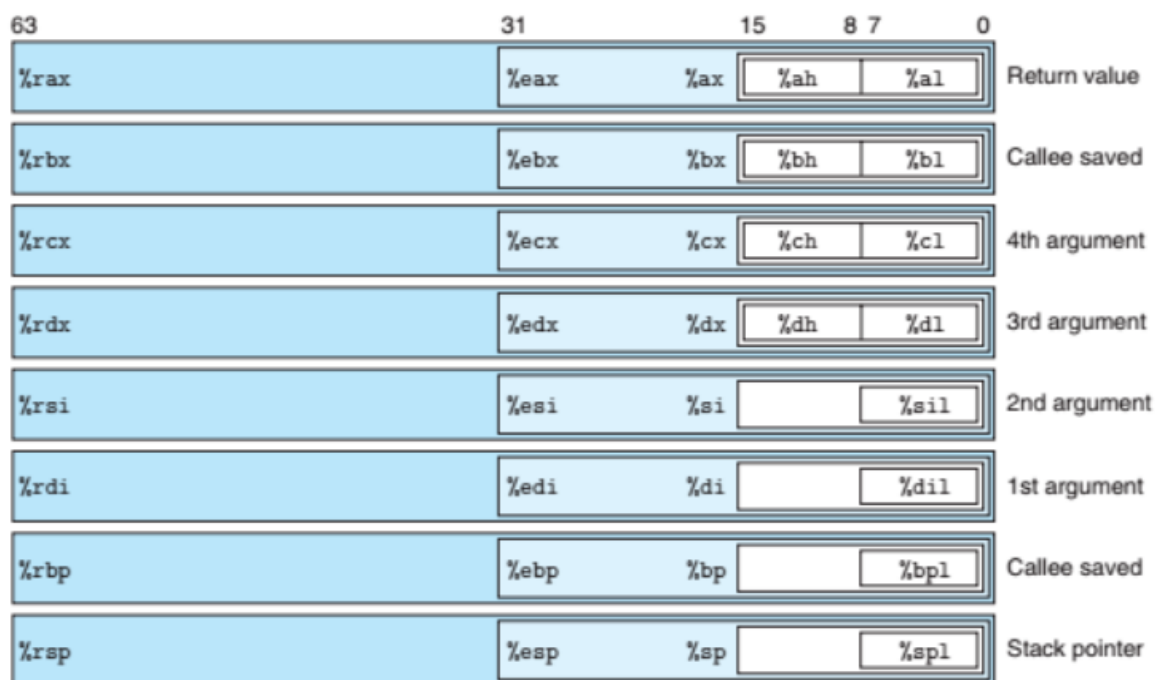 63 31 15 8 7 0
%rax %eax %ax %ah %al Return value
%rbx %ebx %bx %bh %bl Callee saved
%rcx %ecx %cx %ch %cl 4th argument
%rdx %edx %dx %dh %dl 3rd argument
%rsi %esi %si %sil 2nd argument
%rdi %edi %di %dil 1st argument
%rbp %ebp %bp %bpl Callee saved
%rsp %esp %sp %spl Stack pointer